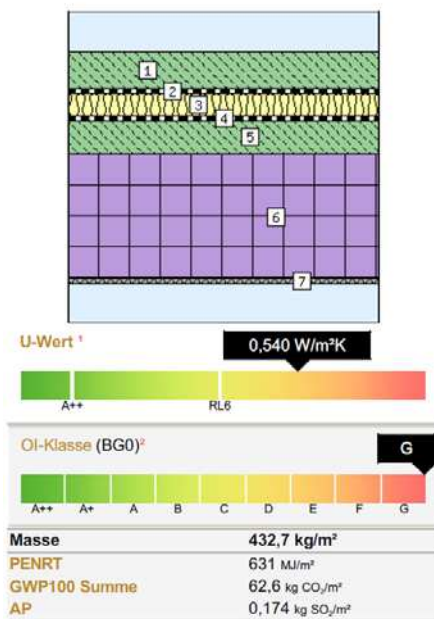 1
2
3
4
5
6
7
U-Wert ¹
0,540 W/m²K
A++ RL6
OI-Klasse (BG0)²
G
A++ A+ A B C D E F G
Masse 432,7 kg/m²
PENRT 631 MJ/m²
GWP100 Summe 62,6 kg CO₂/m²
AP 0,174 kg SO₂/m²